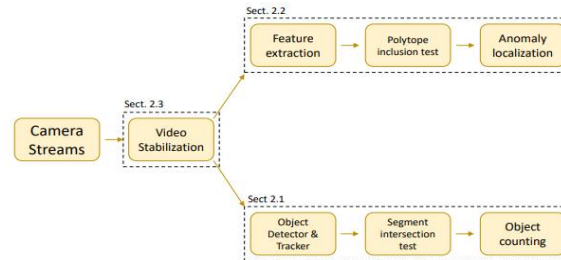 Sect. 2.2
Feature
extraction
Polytope
inclusion test
Anomaly
localization
Sect. 2.3
Camera
Streams
Video
Stabilization
Sect 2.1
Object
Detector &
Tracker
Segment
intersection
test
Object
counting